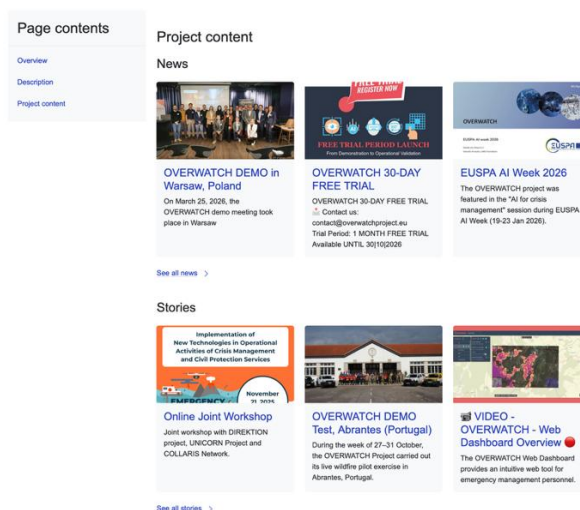 Page contents
Overview
Description
Project content
Project content
News
REGISTER NOW
FREE TRIAL PERIOD LAUNCH
From Demonstration to Operational Validation
OVERWATCH
EUSPA AI week 2026
EUSPA
OVERWATCH DEMO in
Warsaw, Poland
On March 25, 2026, the
OVERWATCH demo meeting took
place in Warsaw
OVERWATCH 30-DAY
FREE TRIAL
OVERWATCH 30-DAY FREE TRIAL
📩 Contact us:
contact@overwatchproject.eu
Trial Period: 1 MONTH FREE TRIAL
Available UNTIL 30|10|2026
EUSPA AI Week 2026
The OVERWATCH project was
featured in the "AI for crisis
management" session during EUSPA
AI Week (19-23 Jan 2026).
See all news
Stories
Implementation of
New Technologies in Operational
Activities of Crisis Management
and Civil Protection Services
November
21, 2025
EMERGENCY
Online Joint Workshop
Joint workshop with DIREKTION
project, UNICORN Project and
COLLARIS Network.
OVERWATCH DEMO
Test, Abrantes (Portugal)
During the week of 27–31 October,
the OVERWATCH Project carried out
its live wildfire pilot exercise in
Abrantes, Portugal.
📽 VIDEO -
OVERWATCH - Web
Dashboard Overview 🔴
The OVERWATCH Web Dashboard
provides an intuitive web tool for
emergency management personnel.
See all stories